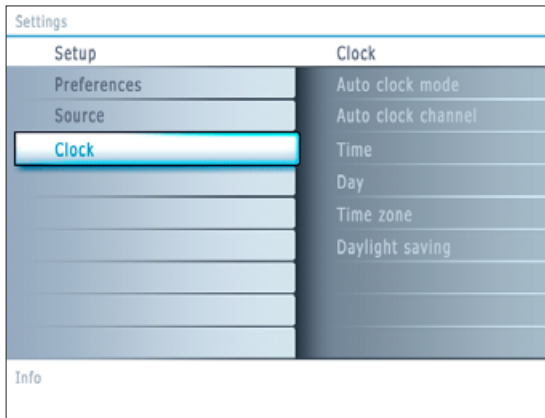 Settings
Setup
Preferences
Source
Clock
Clock
Auto clock mode
Auto clock channel
Time
Day
Time zone
Daylight saving
Info